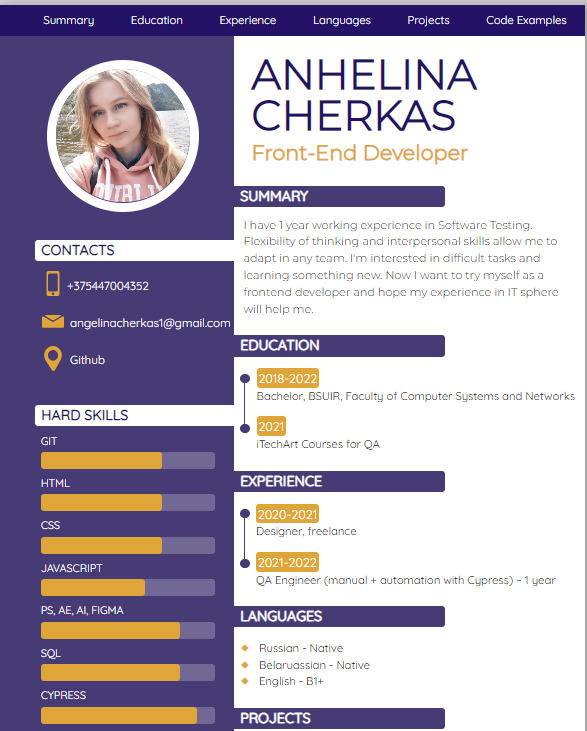 Summary Education Experience Languages Projects Code Examples
ANHELINA
CHERKAS
Front-End Developer
CONTACTS
+375447004352
angelinacherkas1@gmail.com
Github
HARD SKILLS
GIT
HTML
CSS
JAVASCRIPT
PS, AE, AI, FIGMA
SQL
CYPRESS
SUMMARY
I have 1 year working experience in Software Testing.
Flexibility of thinking and interpersonal skills allow me to
adapt in any team. I'm interested in difficult tasks and
learning something new. Now I want to try myself as a
frontend developer and hope my experience in IT sphere
will help me.
EDUCATION
2018-2022
Bachelor, BSUIR, Faculty of Computer Systems and Networks
2021
iTechArt Courses for QA
EXPERIENCE
2020-2021
Designer, freelance
2021-2022
QA Engineer (manual + automation with Cypress) - 1 year
LANGUAGES
Russian - Native
Belaruassian - Native
English - B1+
PROJECTS